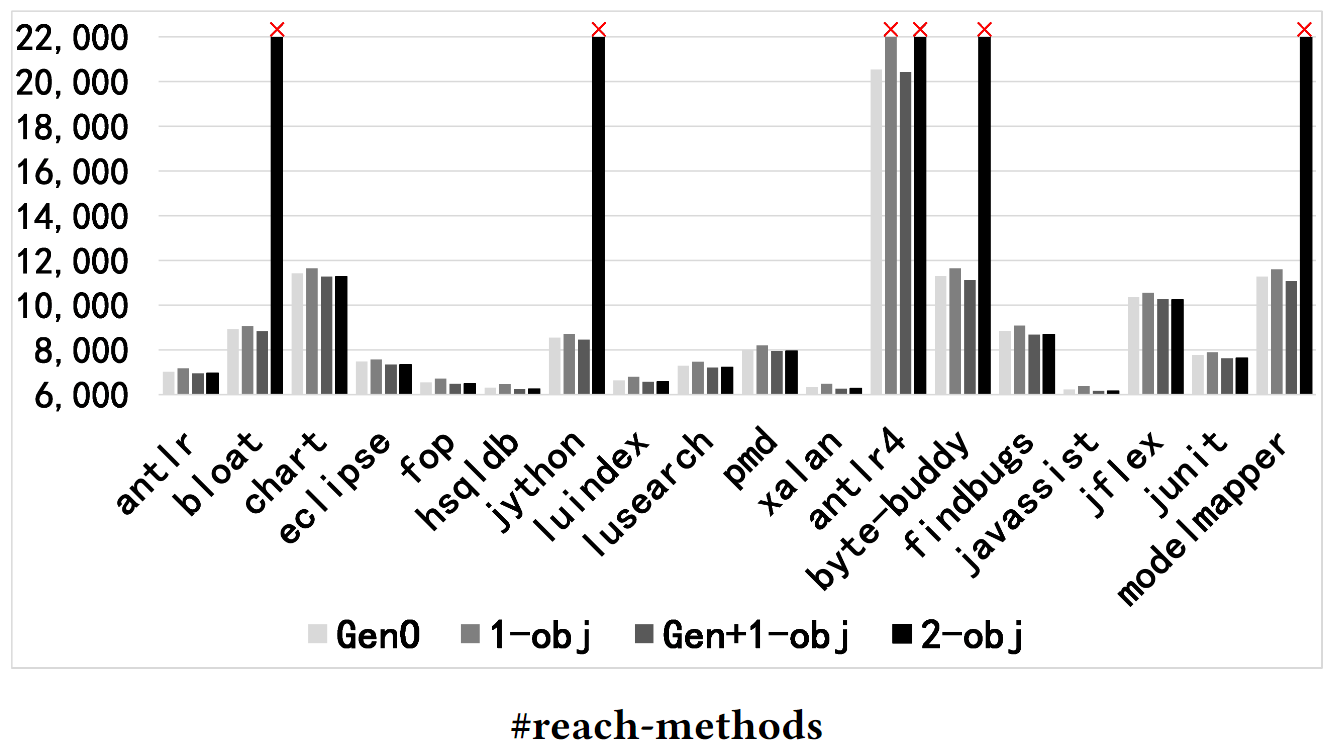 22,000
20,000
18,000
16,000
14,000
12,000
10,000
8,000
6,000
antlr
bloat
chart
eclipse
fop
hsqldb
jython
luindex
lusearch
pmd
xalan
antlr4
byte-buddy
findbugs
javassist
jflex
junit
modelmapper
Gen0 1-obj Gen+1-obj 2-obj
#reach-methods